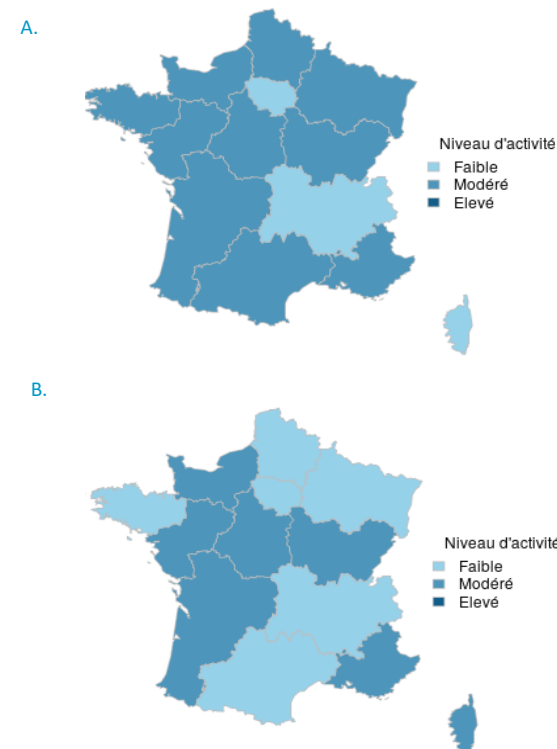 A.
Niveau d'activité
Faible
Modéré
Elevé
B.
Niveau d'activité
Faible
Modéré
Elevé